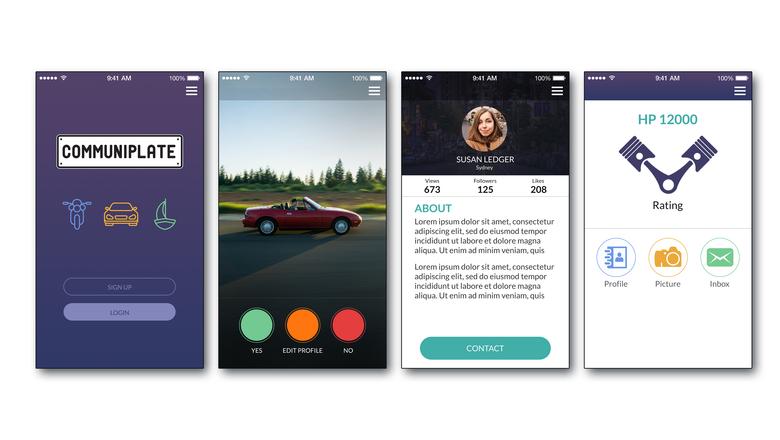 9:41 AM
100%
COMMUNIPLATE
SIGN UP
LOGIN
9:41 AM
100%
YES
EDIT PROFILE
NO
9:41 AM
100%
SUSAN LEDGER
Sydney
Views
Followers
Likes
673
125
208
ABOUT
Lorem ipsum dolor sit amet, consectetur
adipiscing elit, sed do eiusmod tempor
incididunt ut labore et dolore magna
aliqua. Ut enim ad minim veniam, quis
Lorem ipsum dolor sit amet, consectetur
adipiscing elit, sed do eiusmod tempor
incididunt ut labore et dolore magna
aliqua. Ut enim ad minim veniam, quis
CONTACT
9:41 AM
100%
HP 12000
Rating
Profile
Picture
Inbox